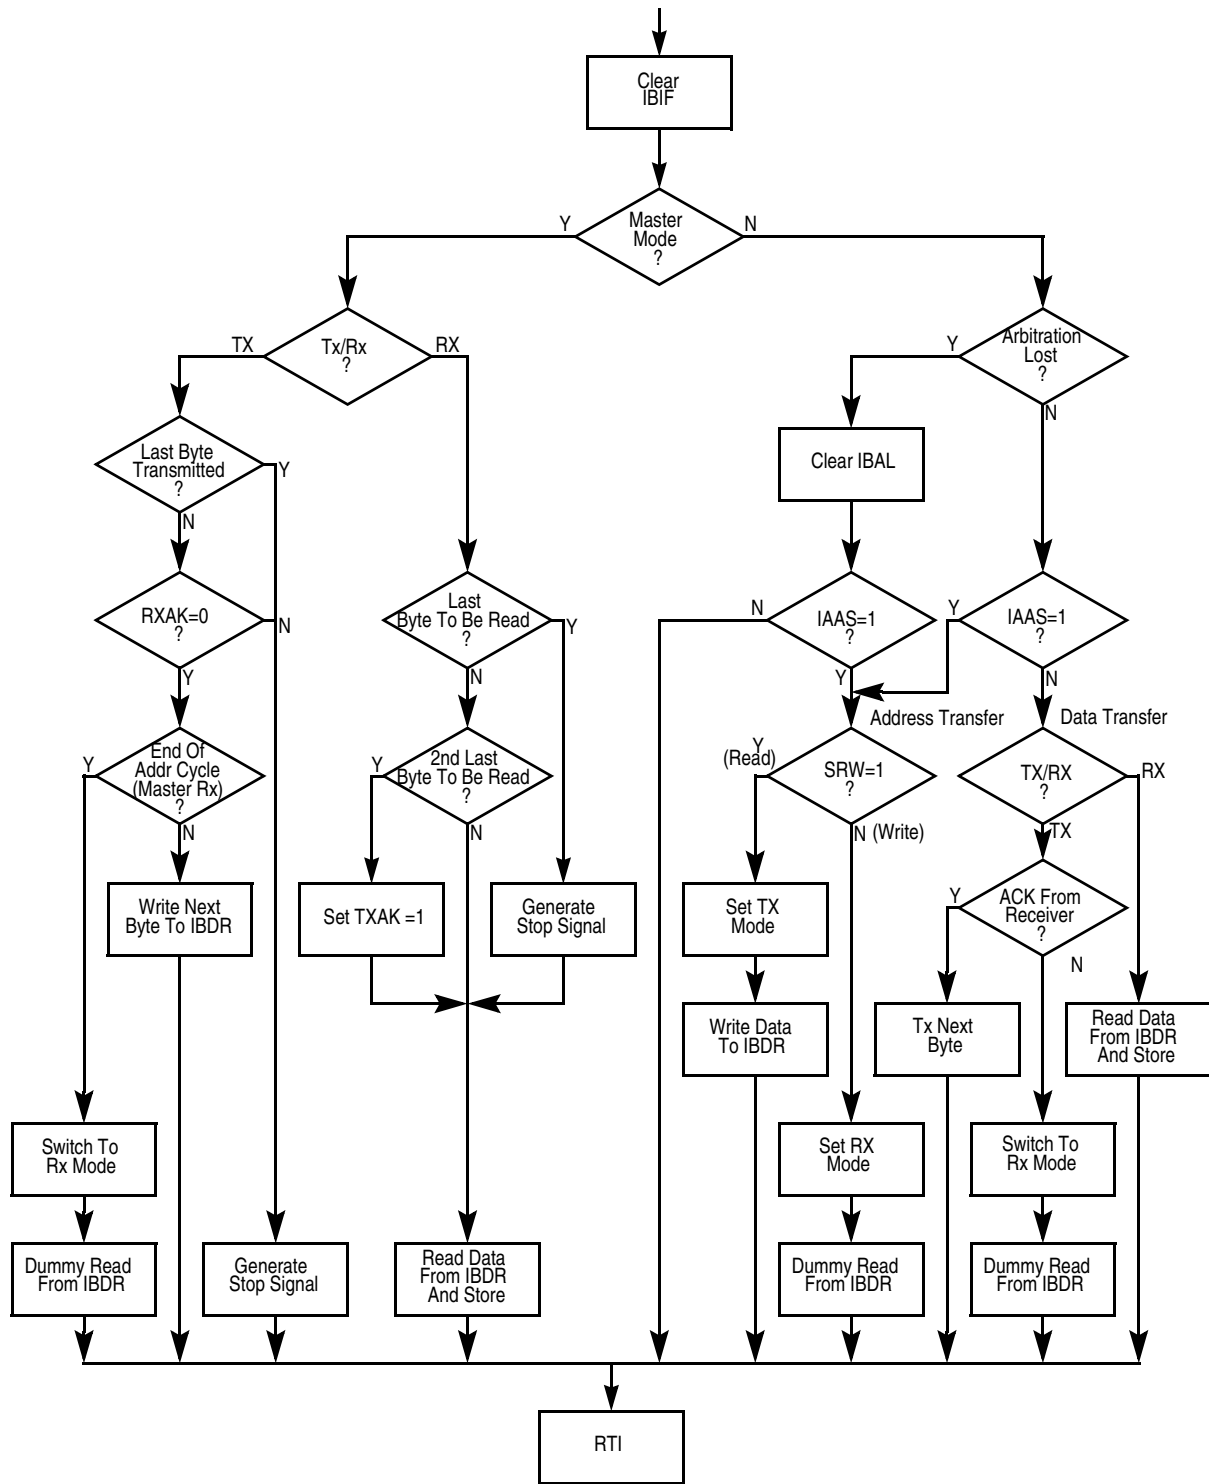 Clear
IBIF
Y
Master
Mode
?
N
TX
Tx/Rx
?
RX
Y
Arbitration
Lost
?
N
Last Byte
Transmitted
?
Y
N
Clear IBAL
RXAK=0
?
N
Y
Last
Byte To Be Read
?
Y
N
N
IAAS=1
?
Y
Y
IAAS=1
?
N
Address Transfer
Data Transfer
Y
End Of
Addr Cycle
(Master Rx)
?
N
Y
2nd Last
Byte To Be Read
?
N
Y
(Read)
SRW=1
?
N (Write)
TX/RX
?
RX
TX
Write Next
Byte To IBDR
Set TXAK =1
Generate
Stop Signal
Set TX
Mode
Y
ACK From
Receiver
?
N
Write Data
To IBDR
Tx Next
Byte
Read Data
From IBDR
And Store
Switch To
Rx Mode
Set RX
Mode
Switch To
Rx Mode
Dummy Read
From IBDR
Generate
Stop Signal
Read Data
From IBDR
And Store
Dummy Read
From IBDR
Dummy Read
From IBDR
RTI